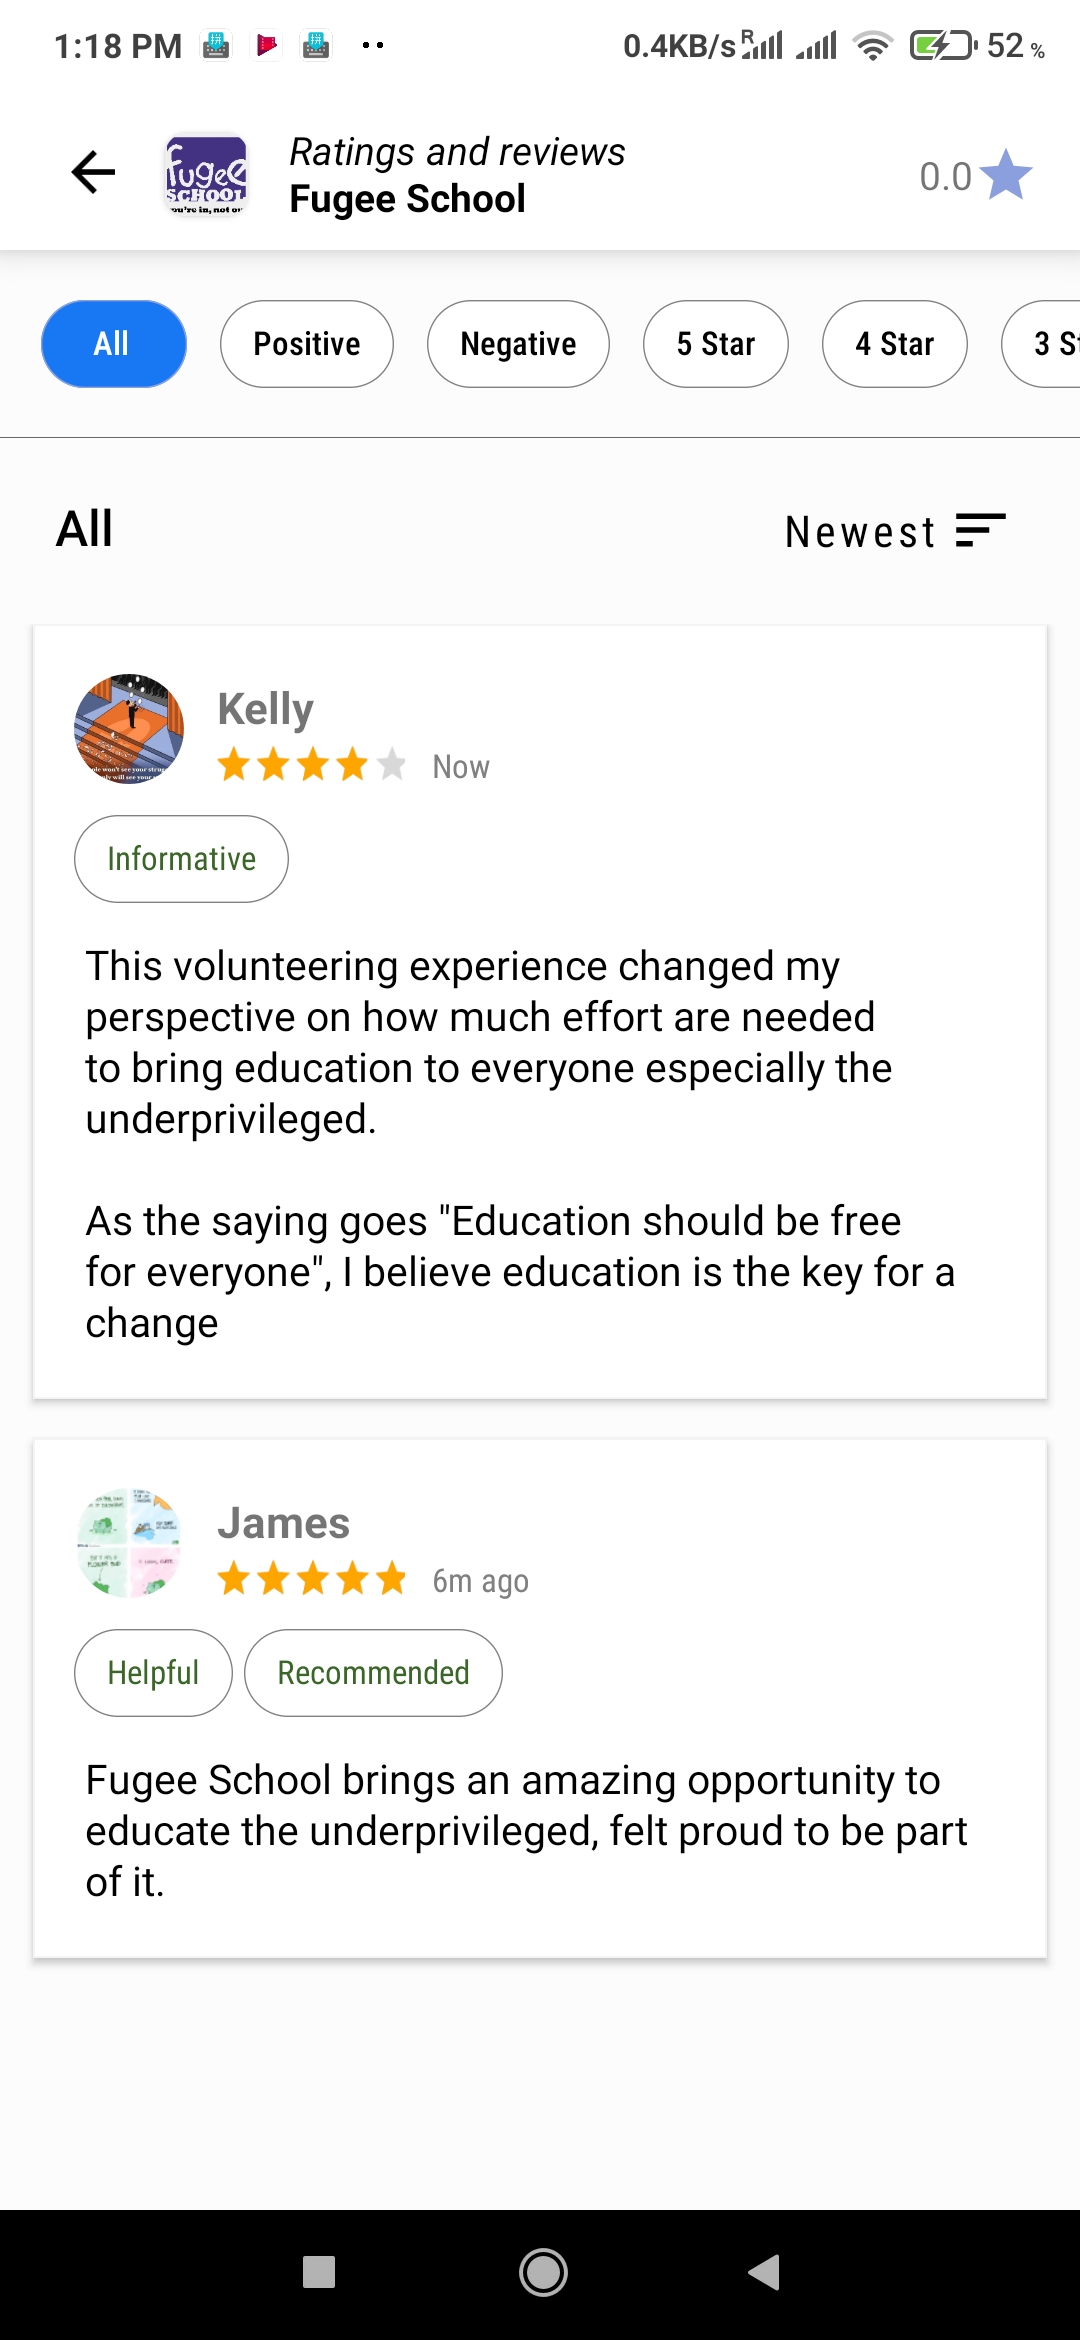 1:18 PM 0.4KB/s R 52 %
Ratings and reviews
Fugee School
0.0
fugee
SCHOOL
All Positive Negative 5 Star 4 Star 3 S
All
Newest
Kelly
Now
Informative
This volunteering experience changed my
perspective on how much effort are needed
to bring education to everyone especially the
underprivileged.
As the saying goes "Education should be free
for everyone", I believe education is the key for a
change
James
6m ago
Helpful Recommended
Fugee School brings an amazing opportunity to
educate the underprivileged, felt proud to be part
of it.